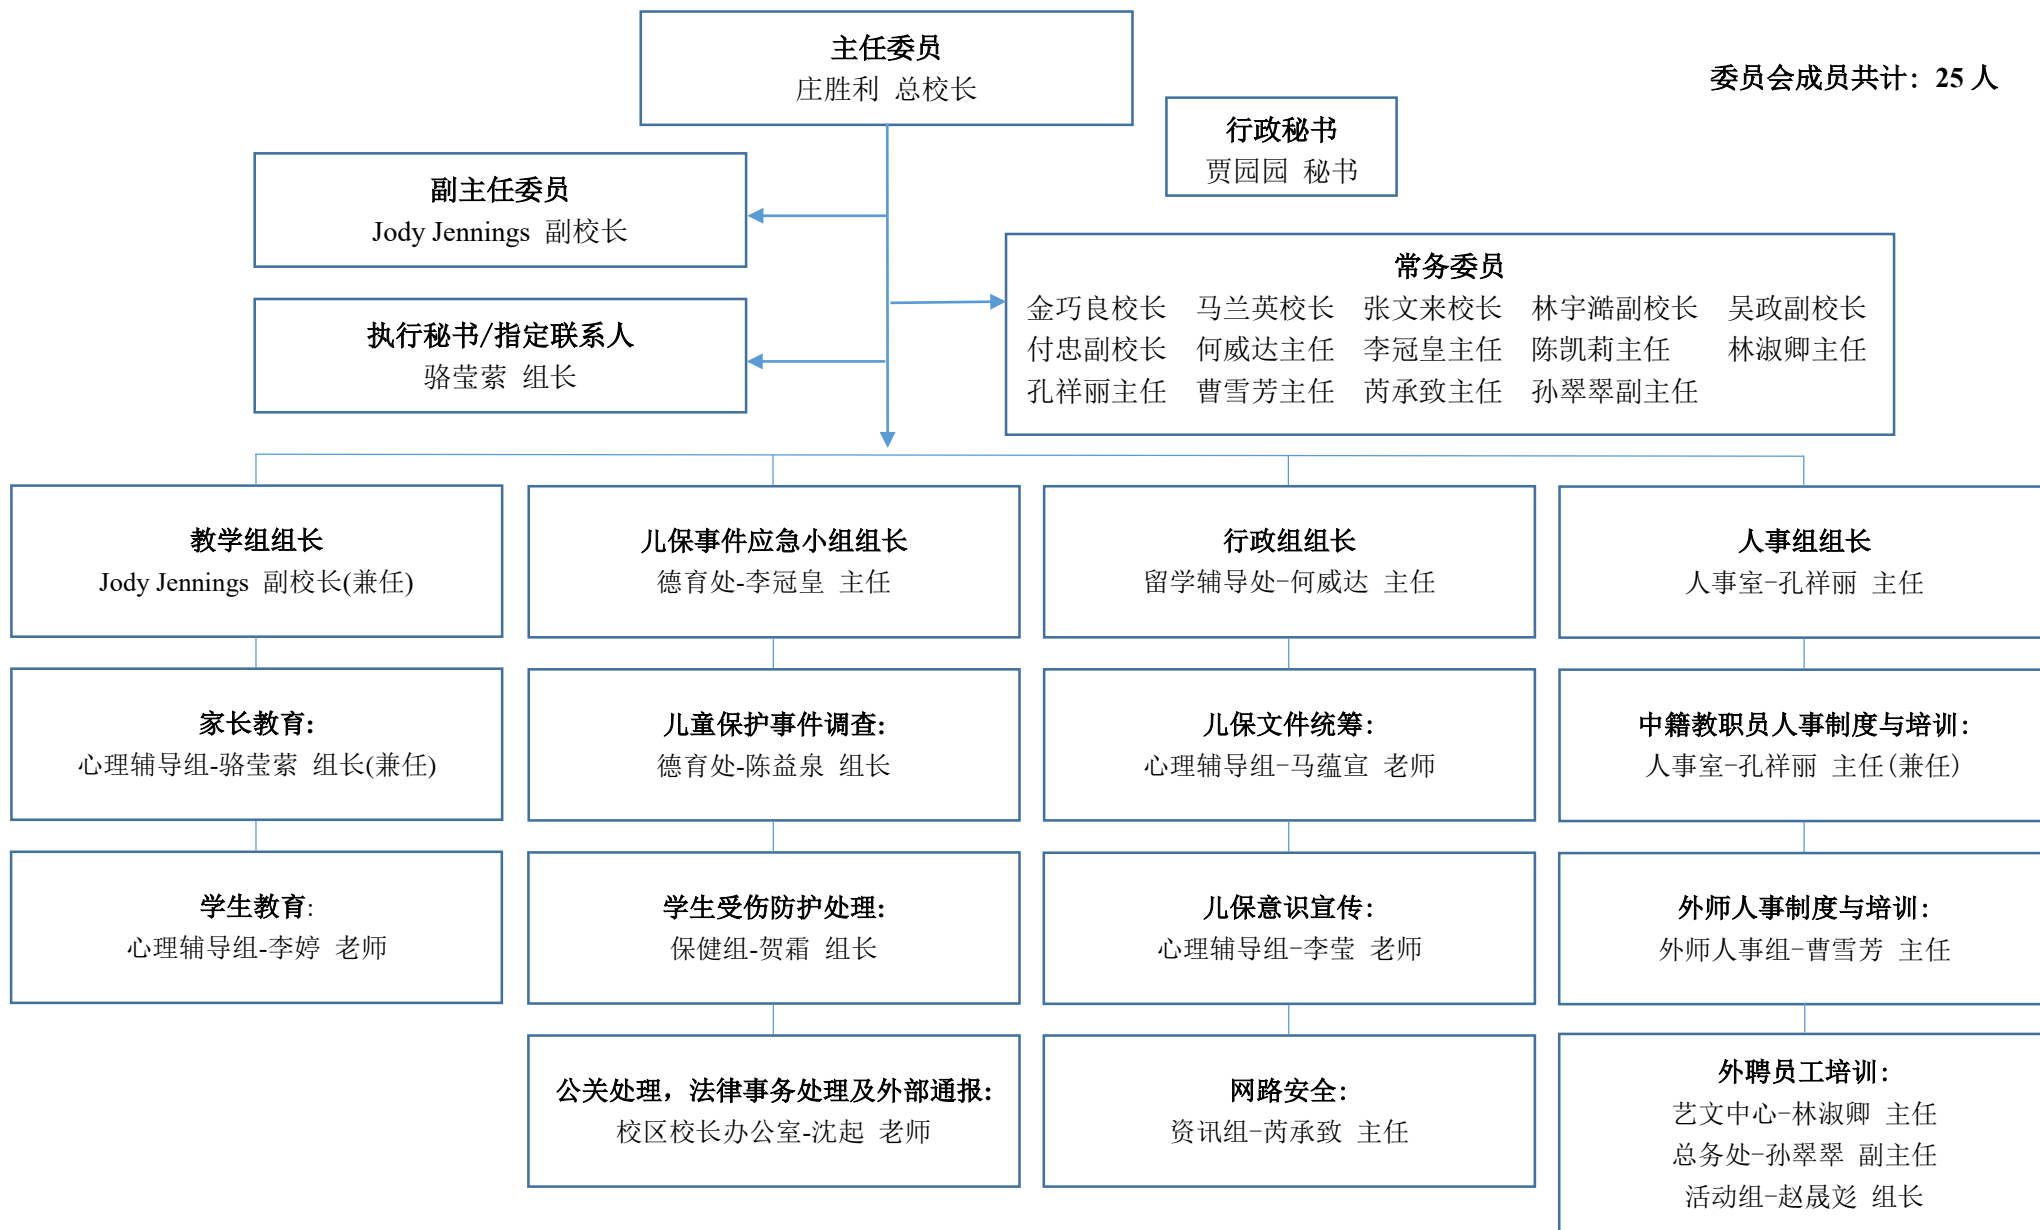 主任委员
庄胜利 总校长
委员会成员共计：25 人
行政秘书
贾园园 秘书
副主任委员
Jody Jennings 副校长
常务委员
金巧良校长 马兰英校长 张文来校长 林宇澔副校长 吴政副校长
付忠副校长 何威达主任 李冠皇主任 陈凯莉主任 林淑卿主任
孔祥丽主任 曹雪芳主任 芮承致主任 孙翠翠副主任
执行秘书/指定联系人
骆莹萦 组长
教学组组长
Jody Jennings 副校长(兼任)
家长教育:
心理辅导组-骆莹萦 组长(兼任)
学生教育:
心理辅导组-李婷 老师
儿保事件应急小组组长
德育处-李冠皇 主任
儿童保护事件调查:
德育处-陈益泉 组长
学生受伤防护处理:
保健组-贺霜 组长
公关处理，法律事务处理及外部通报:
校区校长办公室-沈起 老师
行政组组长
留学辅导处-何威达 主任
儿保文件统筹:
心理辅导组-马蕴宣 老师
儿保意识宣传:
心理辅导组-李莹 老师
网路安全:
资讯组-芮承致 主任
人事组组长
人事室-孔祥丽 主任
中籍教职员人事制度与培训:
人事室-孔祥丽 主任(兼任)
外师人事制度与培训:
外师人事组-曹雪芳 主任
外聘员工培训:
艺文中心-林淑卿 主任
总务处-孙翠翠 副主任
活动组-赵晟彣 组长